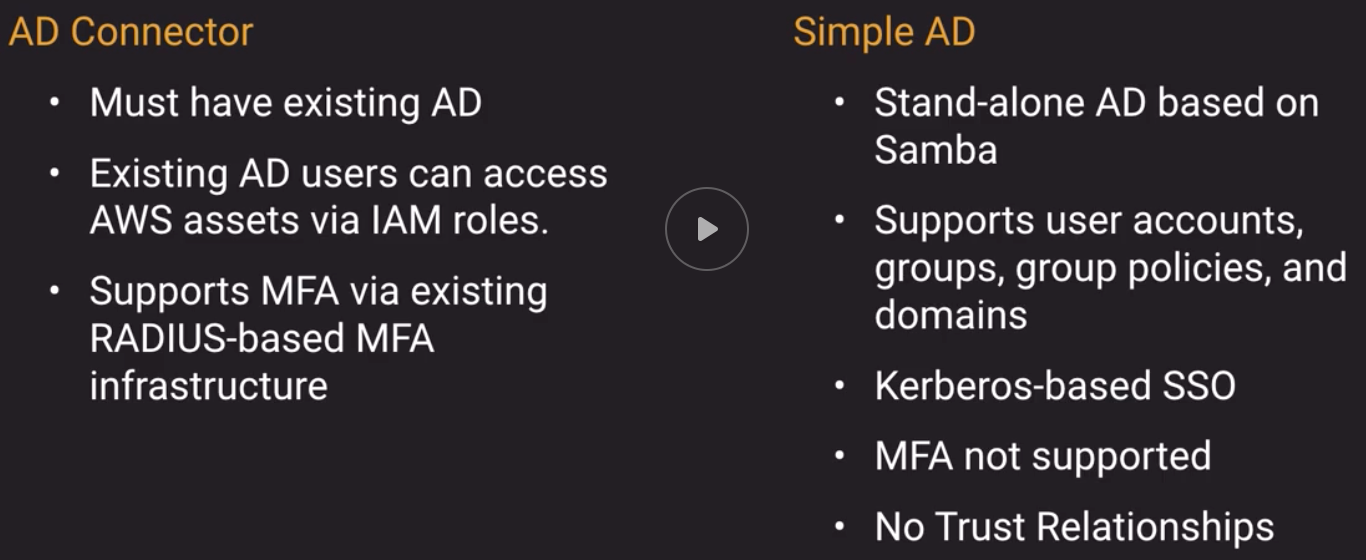 AD Connector
• Must have existing AD
• Existing AD users can access
AWS assets via IAM roles.
• Supports MFA via existing
RADIUS-based MFA
infrastructure
Simple AD
• Stand-alone AD based on
Samba
• Supports user accounts,
groups, group policies, and
domains
• Kerberos-based SSO
• MFA not supported
• No Trust Relationships